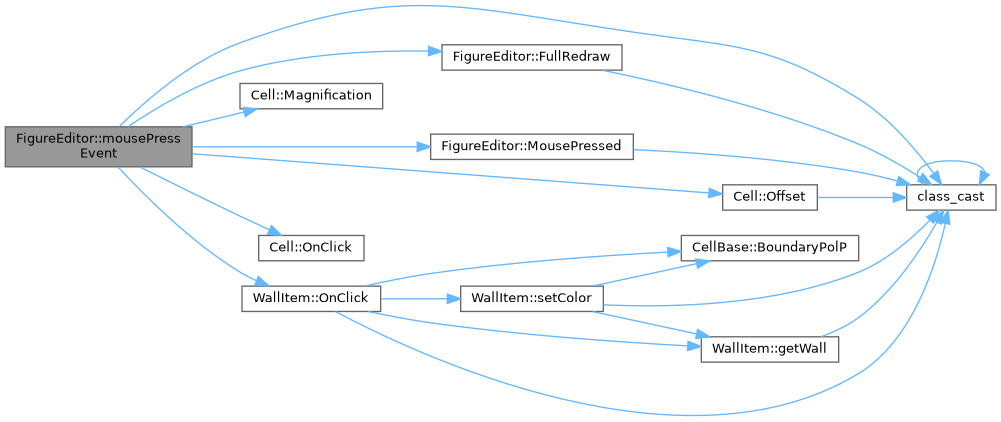 FigureEditor::mousePress
Event
FigureEditor::FullRedraw
Cell::Magnification
FigureEditor::MousePressed
Cell::Offset
class_cast
Cell::OnClick
CellBase::BoundaryPolP
WallItem::OnClick
WallItem::setColor
WallItem::getWall